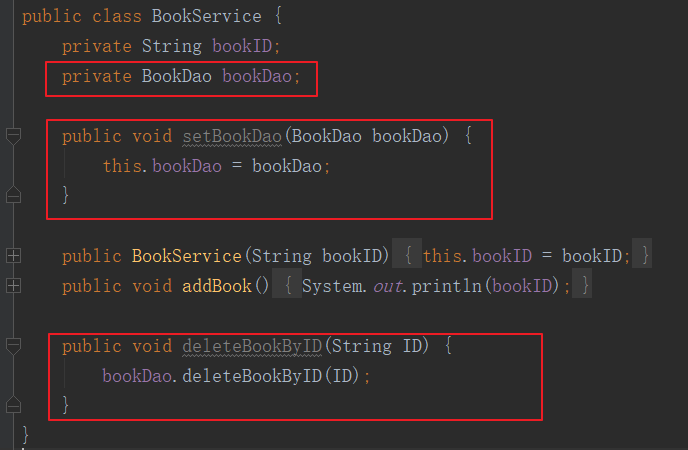 public class BookService {
private String bookID;
private BookDao bookDao;
public void setBookDao(BookDao bookDao) {
this.bookDao = bookDao;
}
public BookService(String bookID) { this.bookID = bookID; }
public void addBook() { System.out.println(bookID); }
public void deleteBookByID(String ID) {
bookDao.deleteBookByID(ID);
}
}